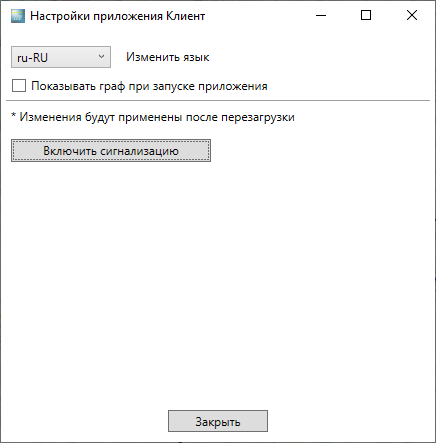 Настройки приложения Клиент
ru-RU Изменить язык
Показывать граф при запуске приложения
* Изменения будут применены после перезагрузки
Включить сигнализацию
Закрыть